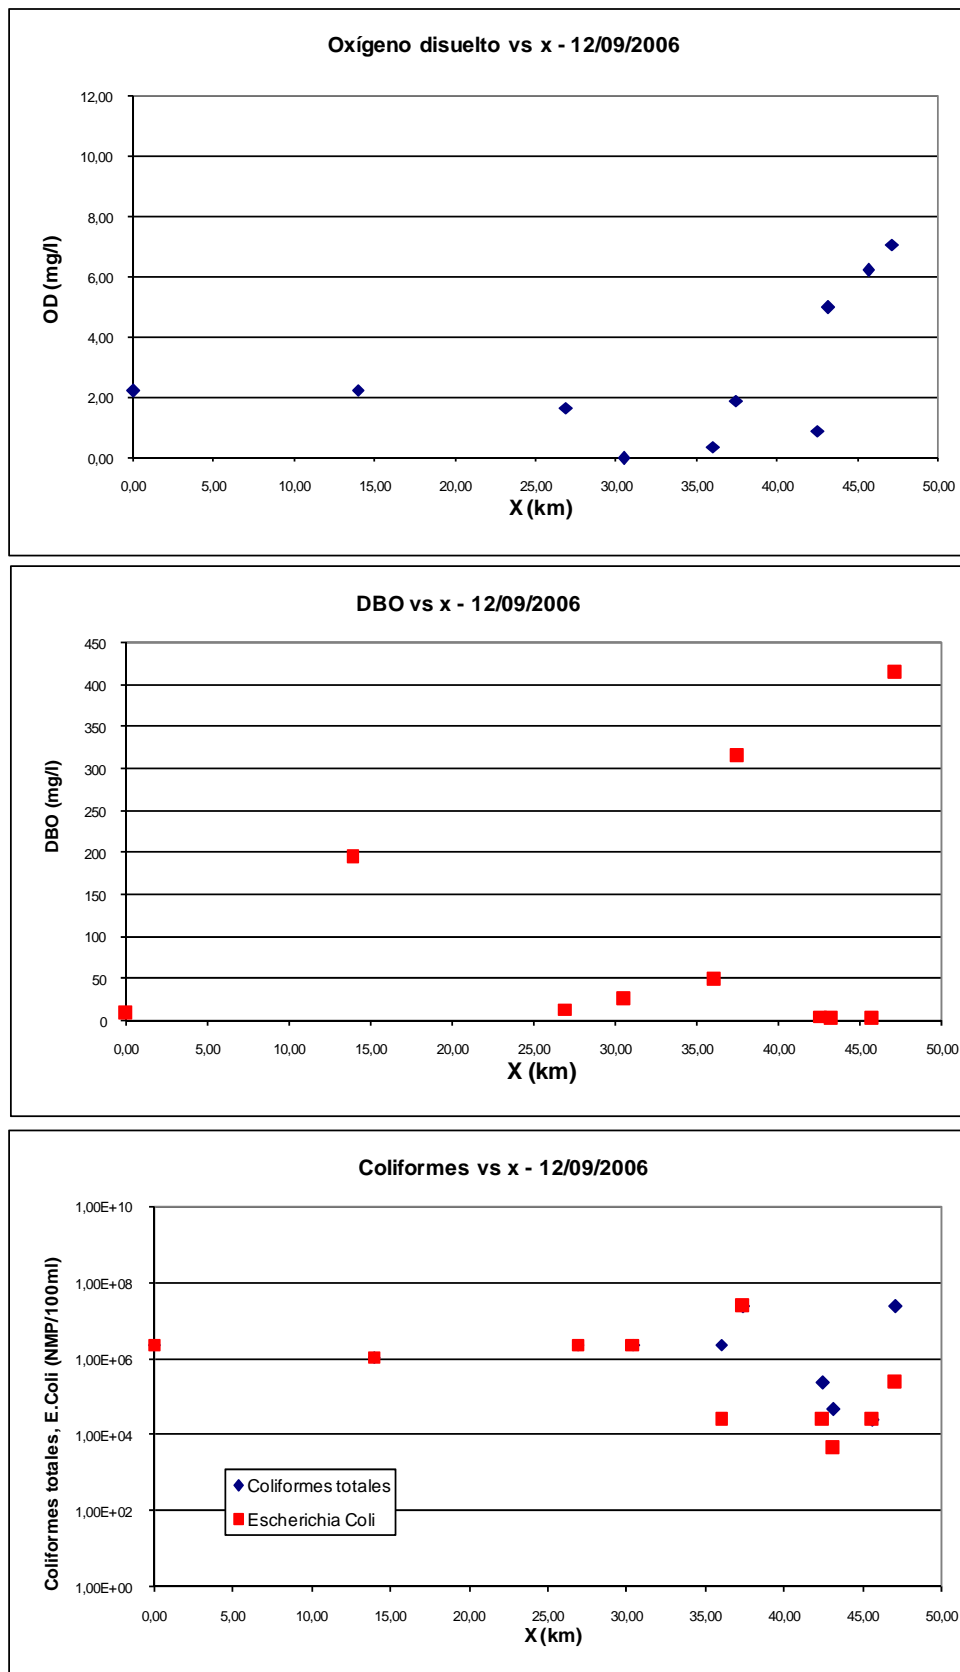 Oxígeno disuelto vs x - 12/09/2006
12,00
10,00
8,00
6,00
4,00
2,00
0,00
OD (mg/l)
0,00 5,00 10,00 15,00 20,00 25,00 30,00 35,00 40,00 45,00 50,00
X (km)
DBO vs x - 12/09/2006
450
400
350
300
250
200
150
100
50
0
DBO (mg/l)
0,00 5,00 10,00 15,00 20,00 25,00 30,00 35,00 40,00 45,00 50,00
X (km)
Coliformes vs x - 12/09/2006
1,00E+10
1,00E+08
1,00E+06
1,00E+04
1,00E+02
1,00E+00
Coliformes totales, E.Coli (NMP/100ml)
Coliformes totales
Escherichia Coli
0,00 5,00 10,00 15,00 20,00 25,00 30,00 35,00 40,00 45,00 50,00
X (km)